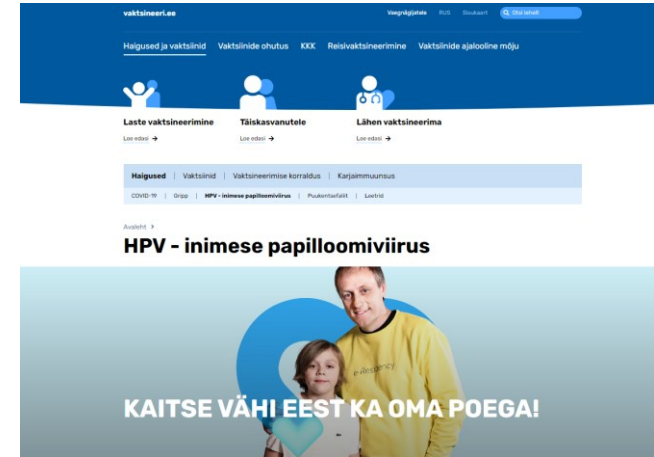 vaktsineeri.ee
Vaegnägijatele RUS Sisukaart Otsi lehelt
Haigused ja vaktsiinid Vaktsiinide ohutus KKK Reisivaktsineerimine Vaktsiinide ajalooline mõju
Laste vaktsineerimine Täiskasvanutele Lähen vaktsineerima
Loe edasi → Loe edasi → Loe edasi →
Haigused | Vaktsiinid | Vaktsineerimise korraldus | Karjaimmuunsus
COVID-19 | Gripp | HPV - inimese papilloomiviirus | Puukentsefaliit | Leetrid
Avaleht >
HPV - inimese papilloomiviirus
KAITSE VÄHI EEST KA OMA POEGA!